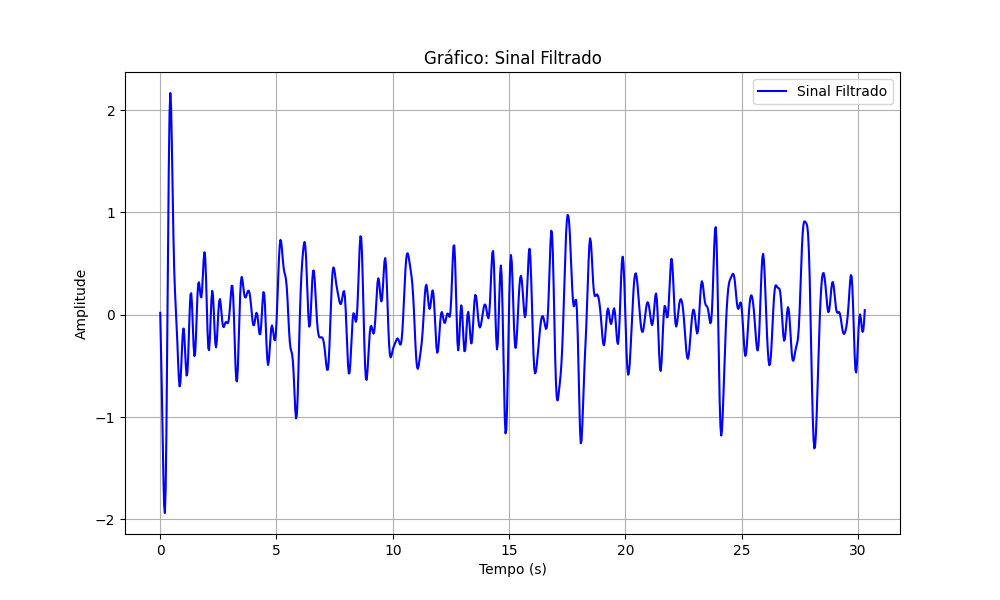 Gráfico: Sinal Filtrado
Sinal Filtrado
Amplitude
2
1
0
−1
−2
0 5 10 15 20 25 30
Tempo (s)